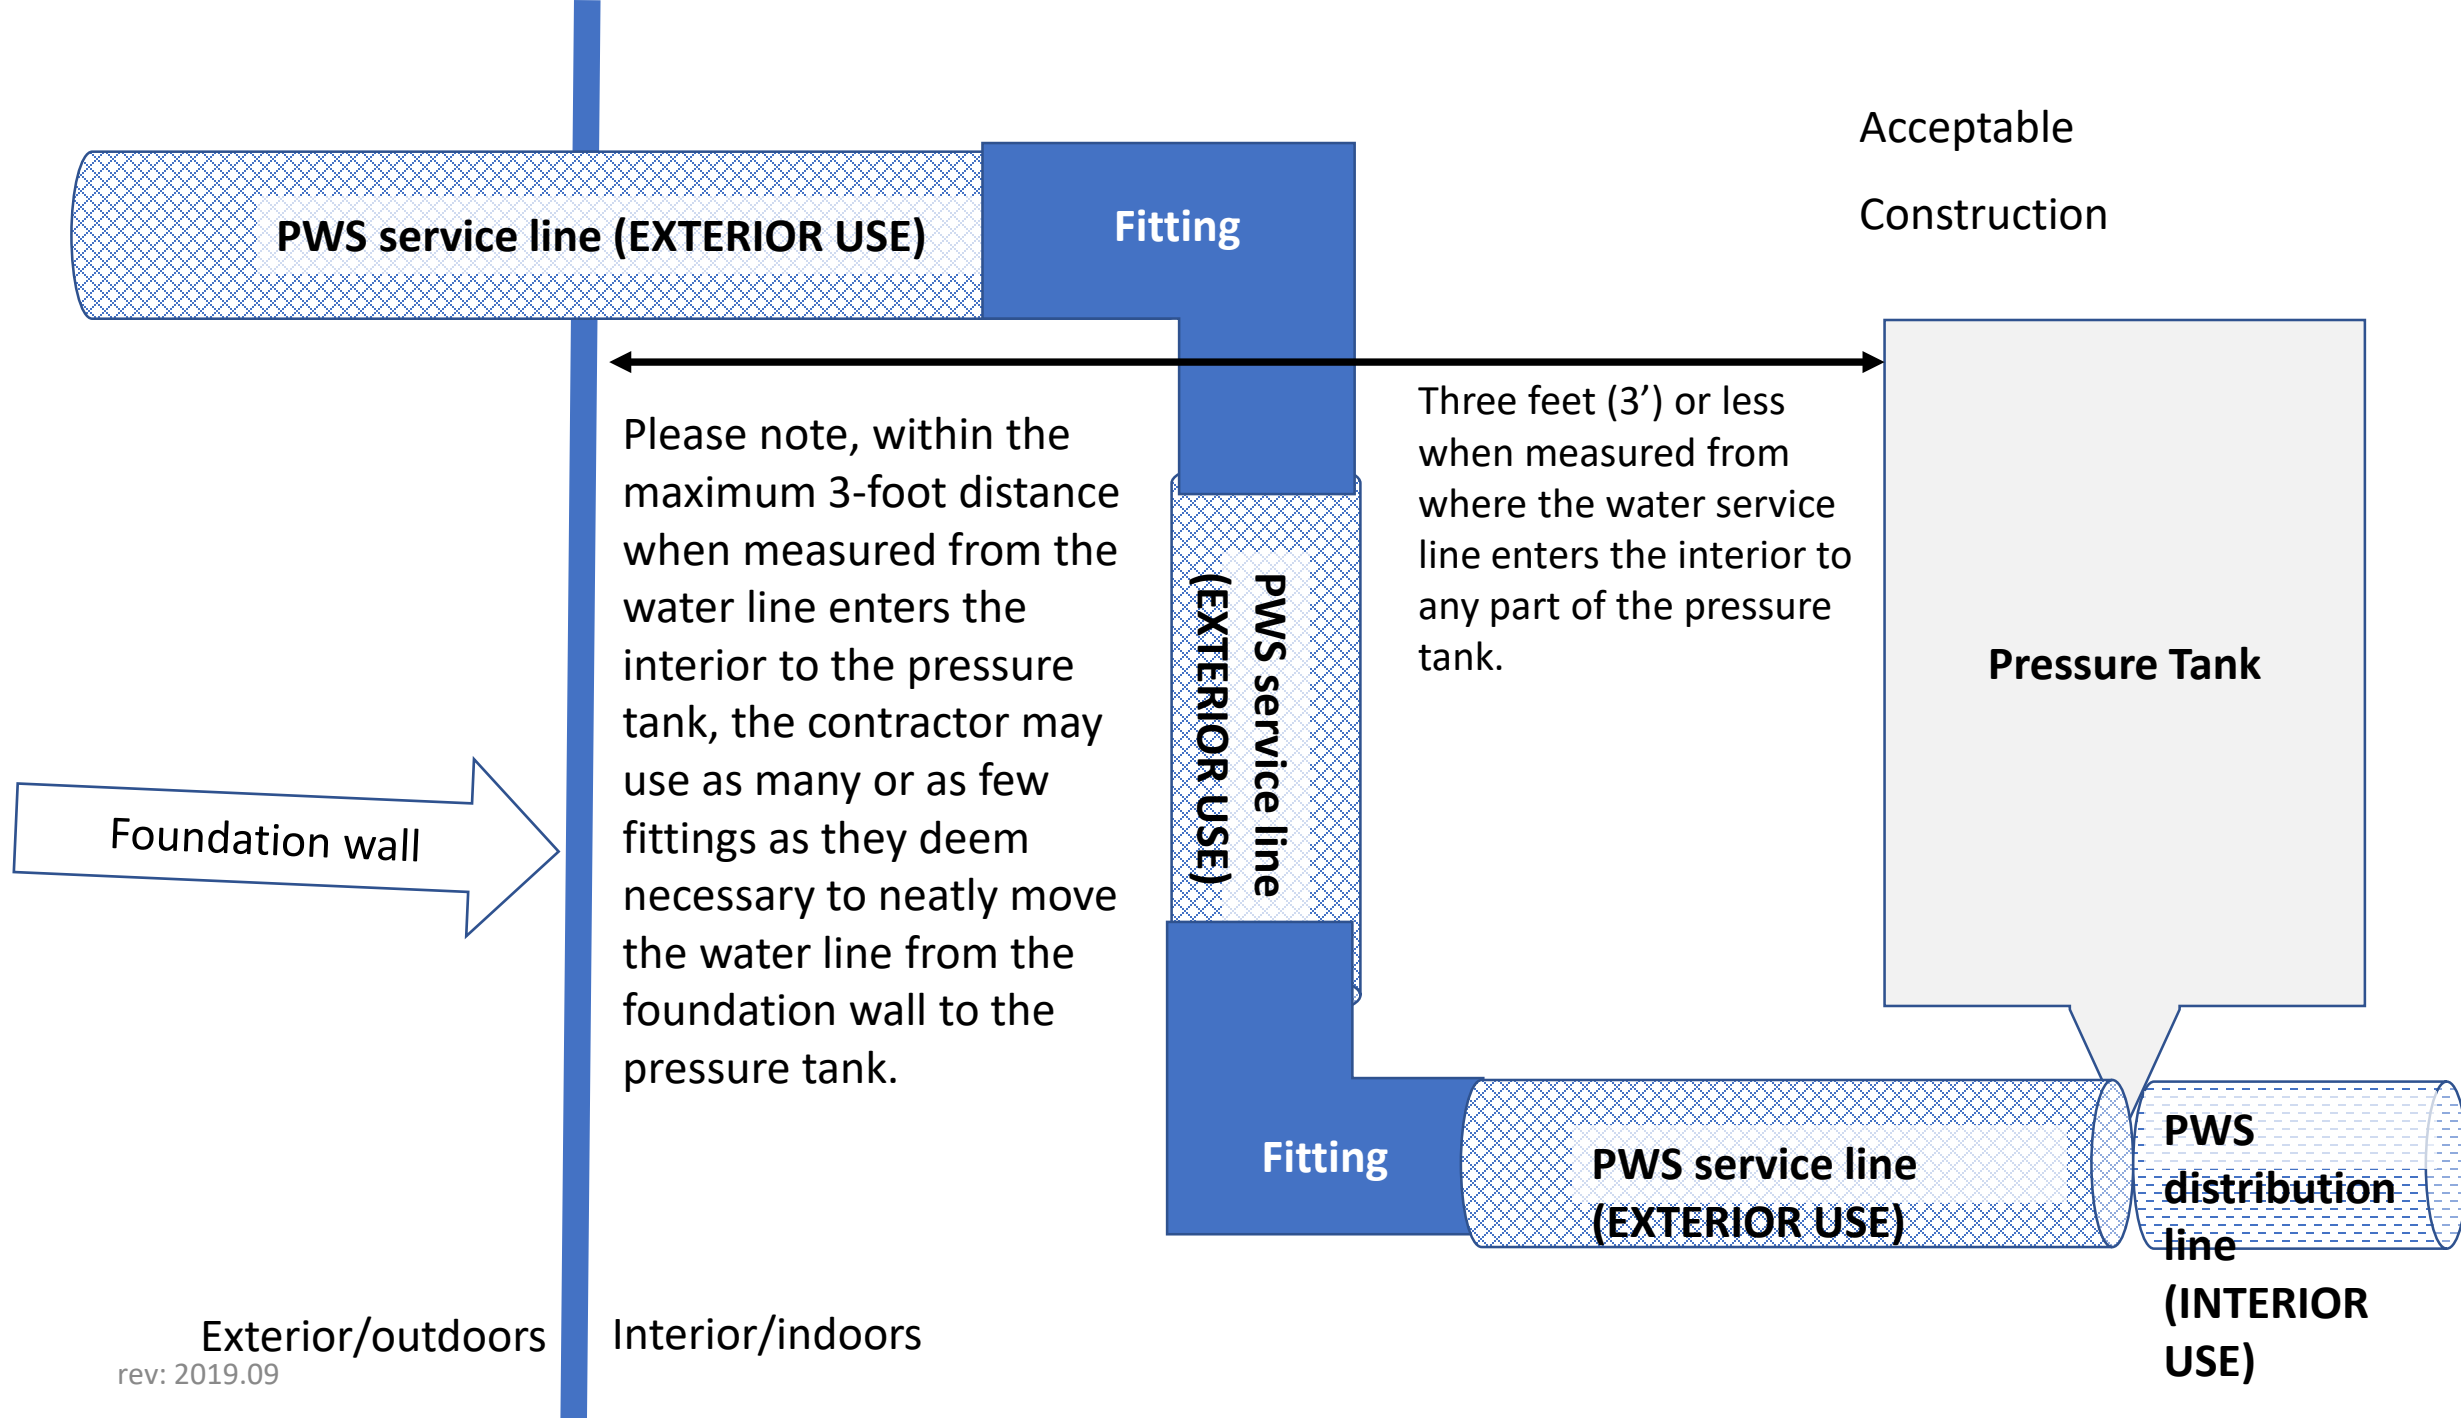 Acceptable
Construction
PWS service line (EXTERIOR USE)
Fitting
Three feet (3’) or less
when measured from
where the water service
line enters the interior to
any part of the pressure
tank.
Please note, within the
maximum 3-foot distance
when measured from the
water line enters the
interior to the pressure
tank, the contractor may
use as many or as few
fittings as they deem
necessary to neatly move
the water line from the
foundation wall to the
pressure tank.
PWS service line
(EXTERIOR USE)
Pressure Tank
Foundation wall
Fitting
PWS service line
(EXTERIOR USE)
PWS
distribution
line
(INTERIOR
USE)
Exterior/outdoors
Interior/indoors
rev: 2019.09